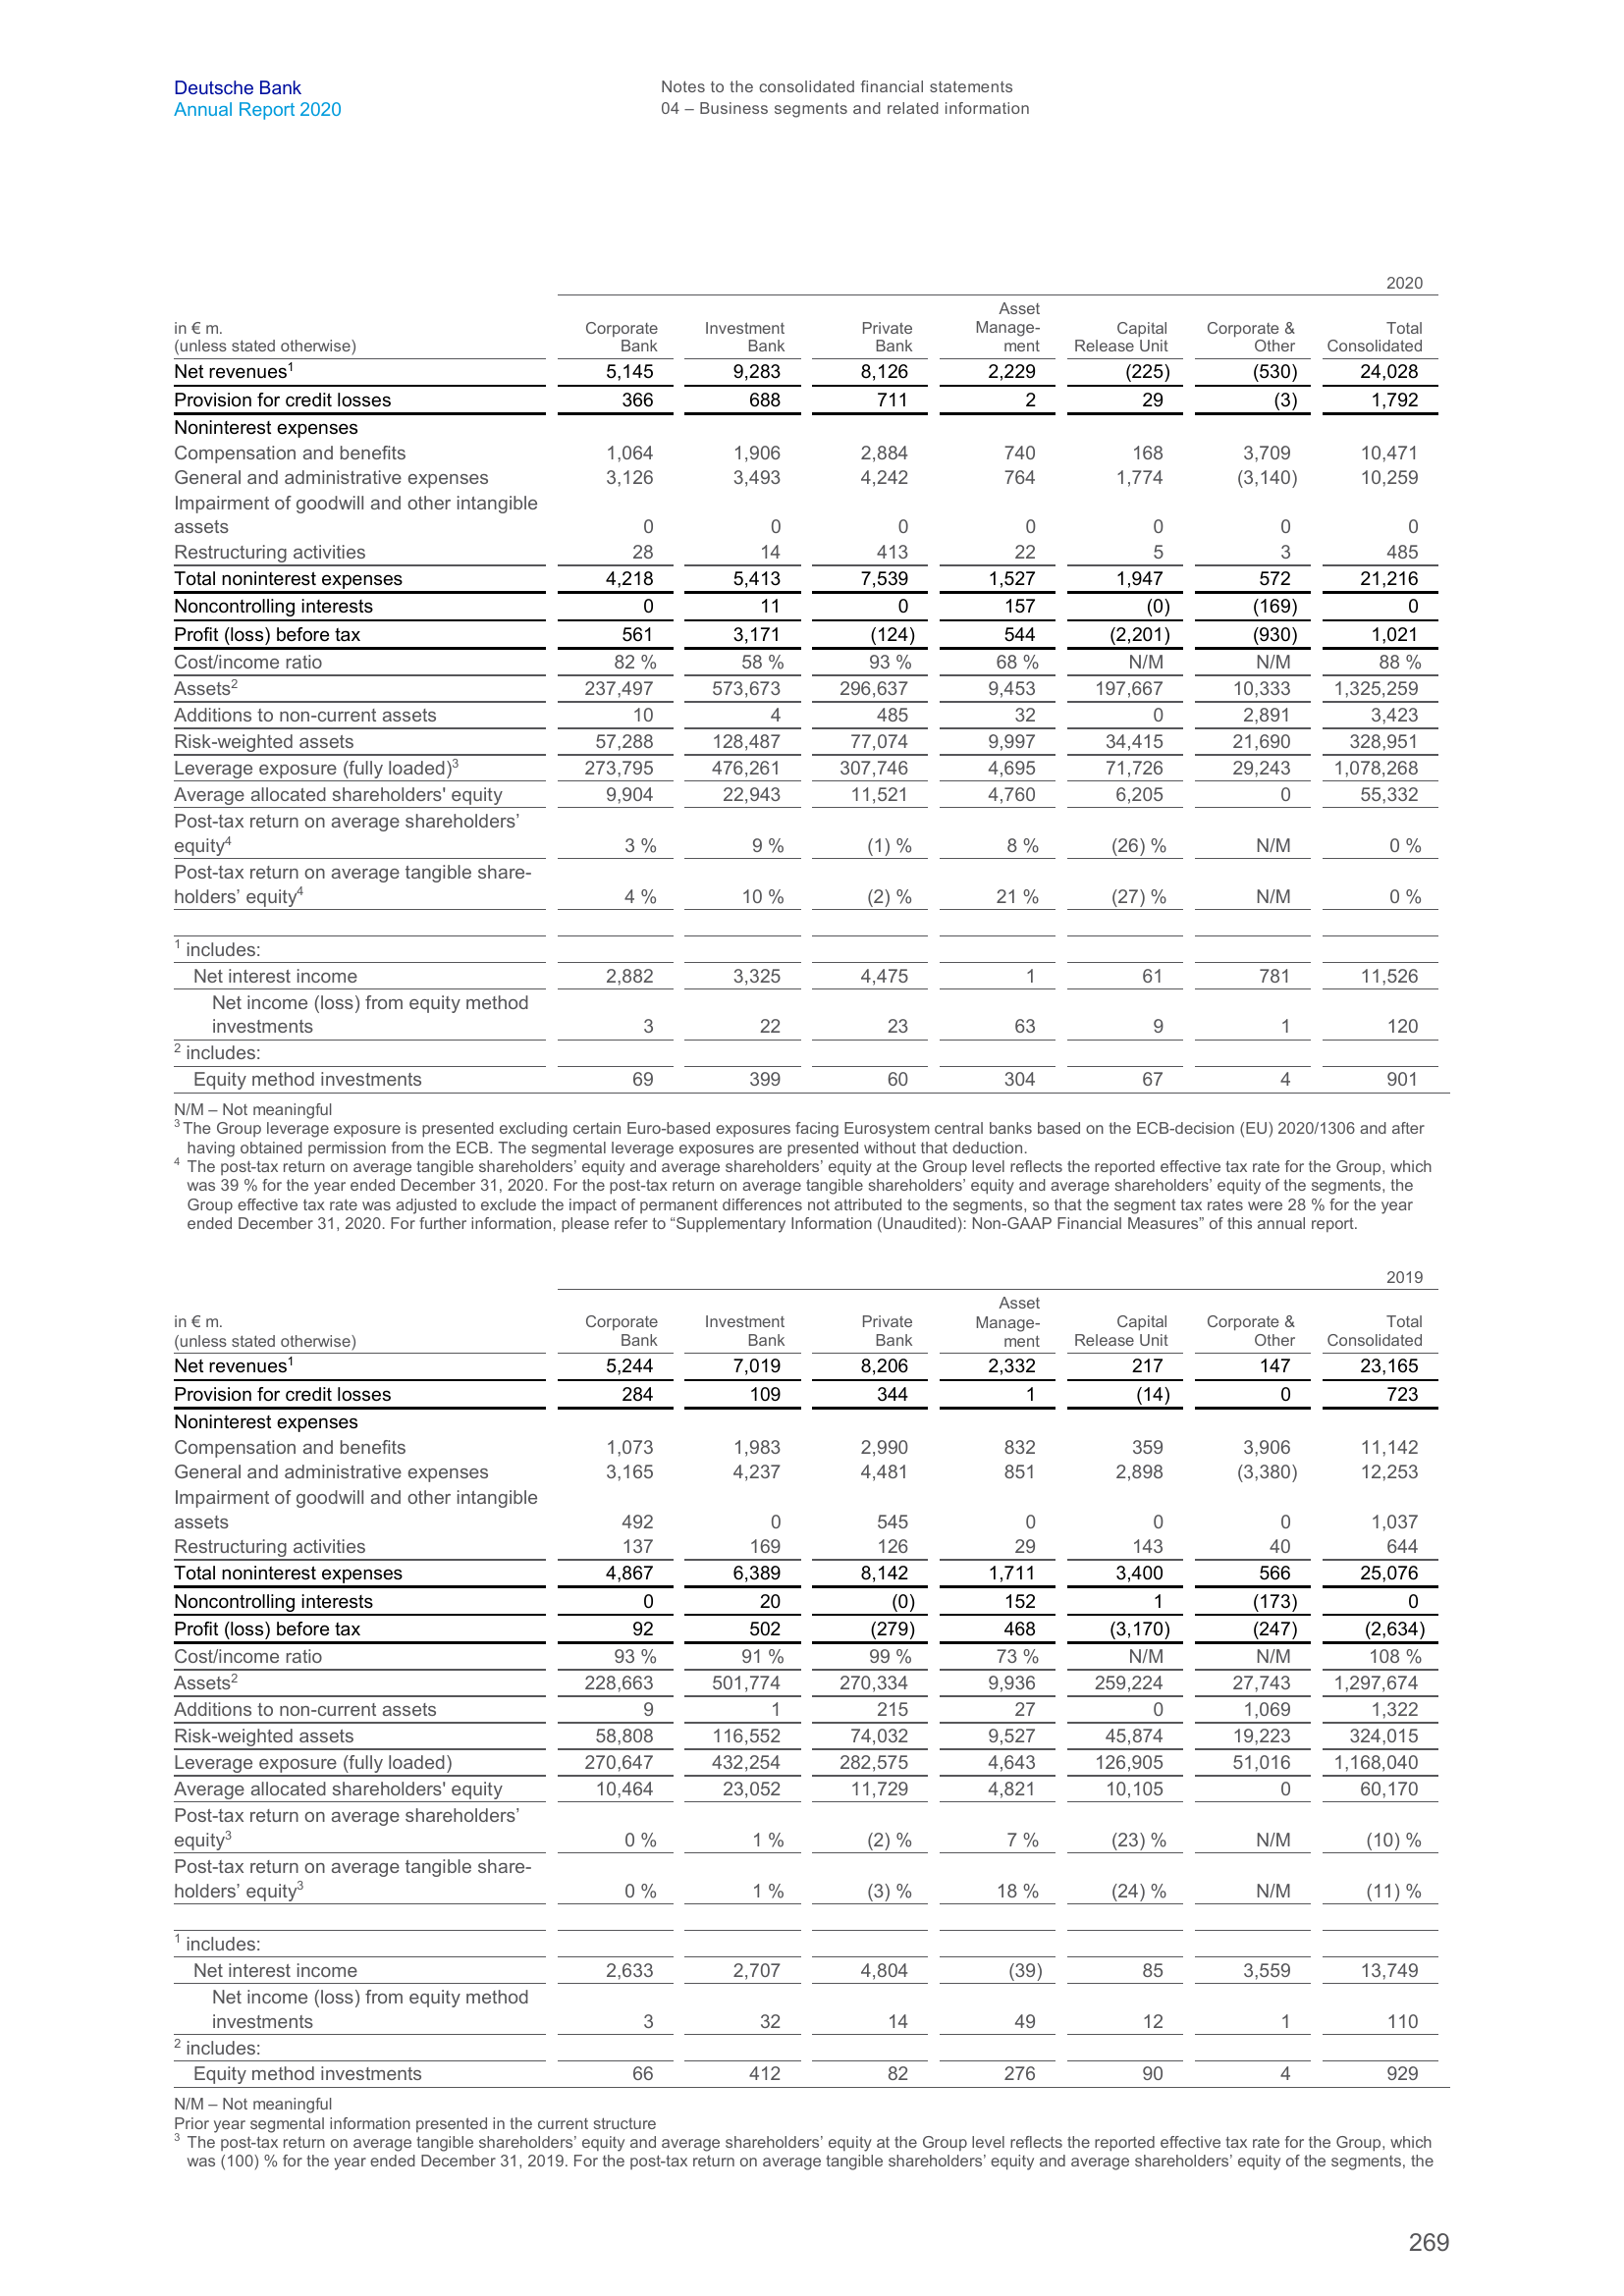 Deutsche Bank
Annual Report 2020
Notes to the consolidated financial statements
04 – Business segments and related information
2020
in € m.
(unless stated otherwise) Corporate Bank Investment Bank Private Bank Asset Manage-ment Capital Release Unit Corporate & Other Total Consolidated
Net revenues1 5,145 9,283 8,126 2,229 (225) (530) 24,028
Provision for credit losses 366 688 711 2 29 (3) 1,792
Noninterest expenses
Compensation and benefits 1,064 1,906 2,884 740 168 3,709 10,471
General and administrative expenses 3,126 3,493 4,242 764 1,774 (3,140) 10,259
Impairment of goodwill and other intangible
assets 0 0 0 0 0 0 0
Restructuring activities 28 14 413 22 5 3 485
Total noninterest expenses 4,218 5,413 7,539 1,527 1,947 572 21,216
Noncontrolling interests 0 11 0 157 (0) (169) 0
Profit (loss) before tax 561 3,171 (124) 544 (2,201) (930) 1,021
Cost/income ratio 82 % 58 % 93 % 68 % N/M N/M 88 %
Assets2 237,497 573,673 296,637 9,453 197,667 10,333 1,325,259
Additions to non-current assets 10 4 485 32 0 2,891 3,423
Risk-weighted assets 57,288 128,487 77,074 9,997 34,415 21,690 328,951
Leverage exposure (fully loaded)3 273,795 476,261 307,746 4,695 71,726 29,243 1,078,268
Average allocated shareholders' equity 9,904 22,943 11,521 4,760 6,205 0 55,332
Post-tax return on average shareholders’
equity4 3 % 9 % (1) % 8 % (26) % N/M 0 %
Post-tax return on average tangible share-
holders’ equity4 4 % 10 % (2) % 21 % (27) % N/M 0 %
1 includes:
Net interest income 2,882 3,325 4,475 1 61 781 11,526
Net income (loss) from equity method
investments 3 22 23 63 9 1 120
2 includes:
Equity method investments 69 399 60 304 67 4 901
N/M – Not meaningful
3 The Group leverage exposure is presented excluding certain Euro-based exposures facing Eurosystem central banks based on the ECB-decision (EU) 2020/1306 and after
having obtained permission from the ECB. The segmental leverage exposures are presented without that deduction.
4 The post-tax return on average tangible shareholders’ equity and average shareholders’ equity at the Group level reflects the reported effective tax rate for the Group, which
was 39 % for the year ended December 31, 2020. For the post-tax return on average tangible shareholders’ equity and average shareholders’ equity of the segments, the
Group effective tax rate was adjusted to exclude the impact of permanent differences not attributed to the segments, so that the segment tax rates were 28 % for the year
ended December 31, 2020. For further information, please refer to “Supplementary Information (Unaudited): Non-GAAP Financial Measures” of this annual report.
2019
in € m.
(unless stated otherwise) Corporate Bank Investment Bank Private Bank Asset Manage-ment Capital Release Unit Corporate & Other Total Consolidated
Net revenues1 5,244 7,019 8,206 2,332 217 147 23,165
Provision for credit losses 284 109 344 1 (14) 0 723
Noninterest expenses
Compensation and benefits 1,073 1,983 2,990 832 359 3,906 11,142
General and administrative expenses 3,165 4,237 4,481 851 2,898 (3,380) 12,253
Impairment of goodwill and other intangible
assets 492 0 545 0 0 0 1,037
Restructuring activities 137 169 126 29 143 40 644
Total noninterest expenses 4,867 6,389 8,142 1,711 3,400 566 25,076
Noncontrolling interests 0 20 (0) 152 1 (173) 0
Profit (loss) before tax 92 502 (279) 468 (3,170) (247) (2,634)
Cost/income ratio 93 % 91 % 99 % 73 % N/M N/M 108 %
Assets2 228,663 501,774 270,334 9,936 259,224 27,743 1,297,674
Additions to non-current assets 9 1 215 27 0 1,069 1,322
Risk-weighted assets 58,808 116,552 74,032 9,527 45,874 19,223 324,015
Leverage exposure (fully loaded) 270,647 432,254 282,575 4,643 126,905 51,016 1,168,040
Average allocated shareholders' equity 10,464 23,052 11,729 4,821 10,105 0 60,170
Post-tax return on average shareholders’
equity3 0 % 1 % (2) % 7 % (23) % N/M (10) %
Post-tax return on average tangible share-
holders’ equity3 0 % 1 % (3) % 18 % (24) % N/M (11) %
1 includes:
Net interest income 2,633 2,707 4,804 (39) 85 3,559 13,749
Net income (loss) from equity method
investments 3 32 14 49 12 1 110
2 includes:
Equity method investments 66 412 82 276 90 4 929
N/M – Not meaningful
Prior year segmental information presented in the current structure
3 The post-tax return on average tangible shareholders’ equity and average shareholders’ equity at the Group level reflects the reported effective tax rate for the Group, which
was (100) % for the year ended December 31, 2019. For the post-tax return on average tangible shareholders’ equity and average shareholders’ equity of the segments, the
269